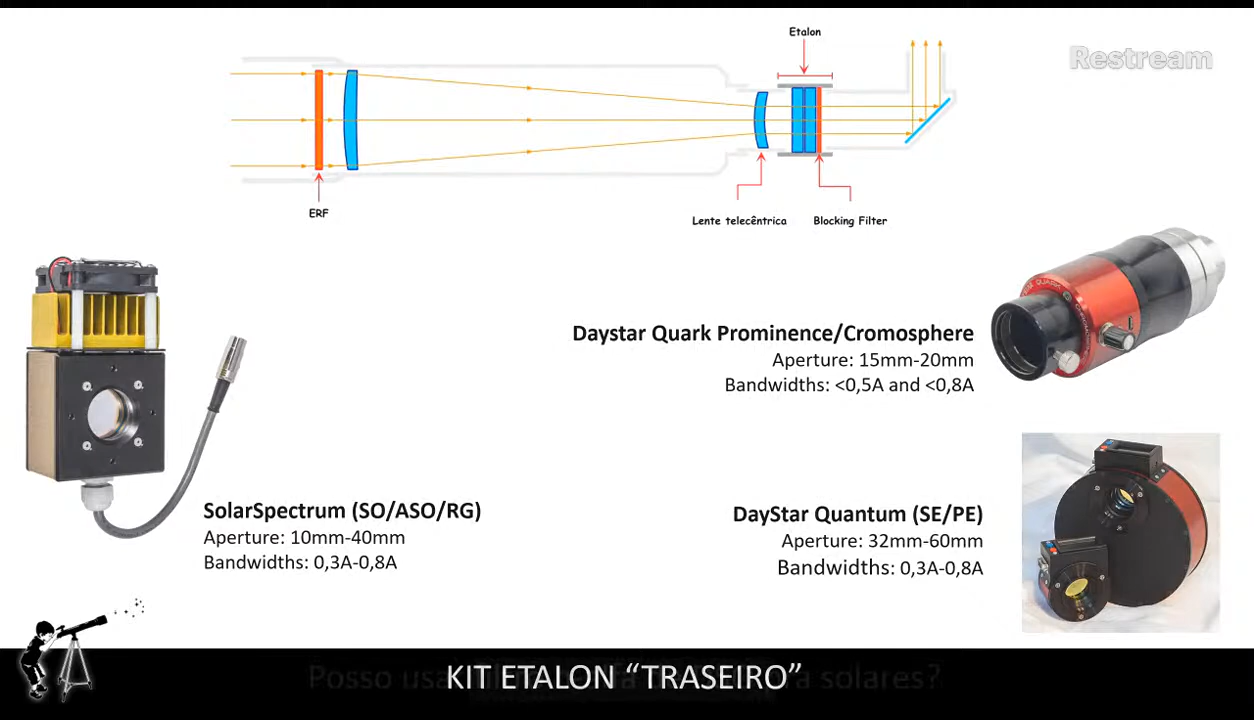 Etalon
Restream
ERF
Lente telecêntrica
Blocking Filter
Daystar Quark Prominence/Cromosphere
Aperture: 15mm-20mm
Bandwidths: <0,5A and <0,8A
SolarSpectrum (SO/ASO/RG)
Aperture: 10mm-40mm
Bandwidths: 0,3A-0,8A
DayStar Quantum (SE/PE)
Aperture: 32mm-60mm
Bandwidths: 0,3A-0,8A
KIT ETALON “TRASEIRO”
Posso solares?